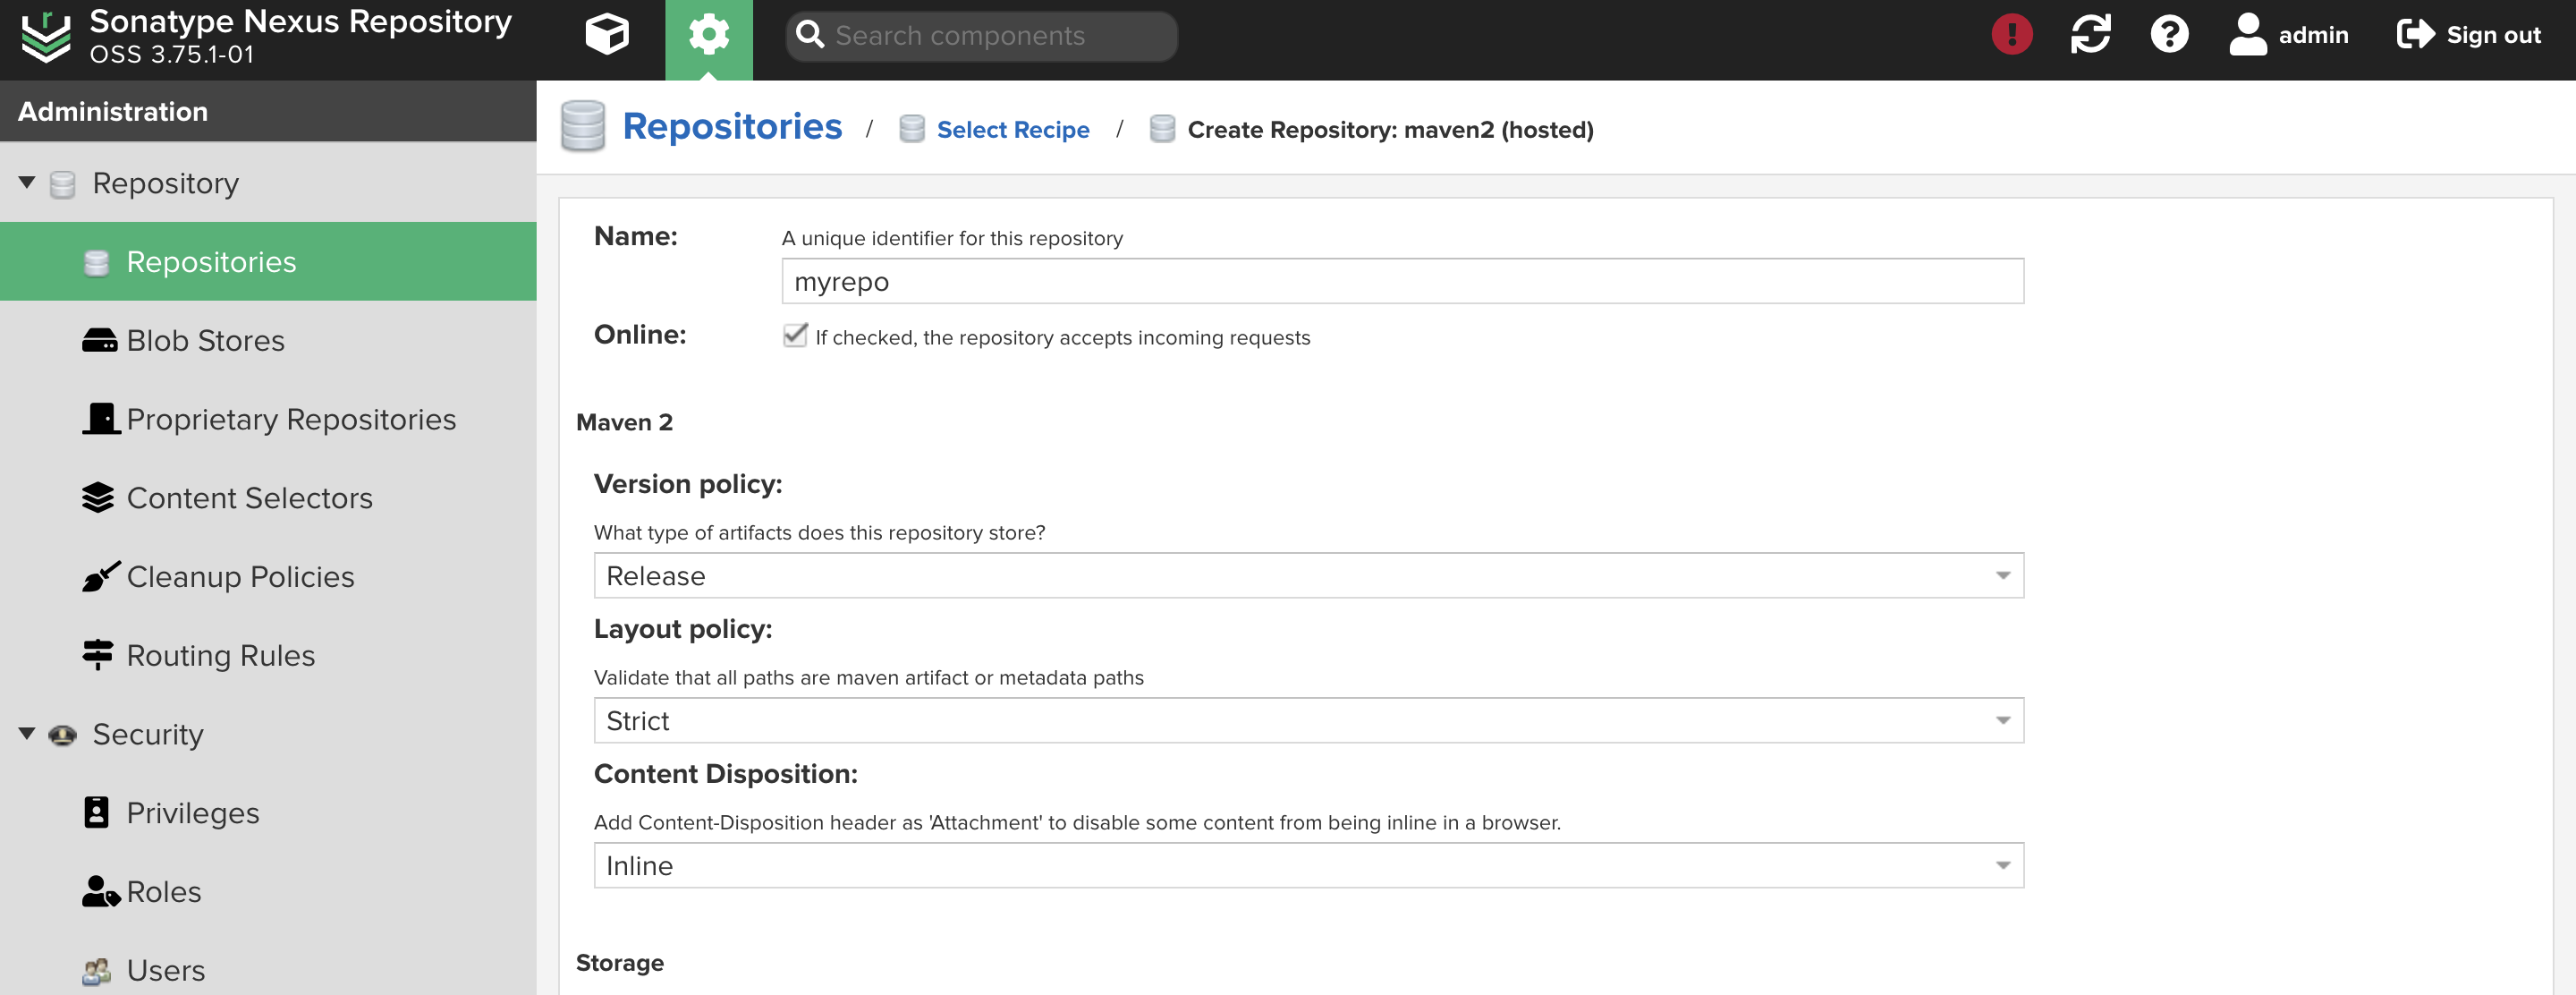 Sonatype Nexus Repository
OSS 3.75.1-01
Search components
admin
Sign out
Administration
Repository
Repositories
Blob Stores
Proprietary Repositories
Content Selectors
Cleanup Policies
Routing Rules
Security
Privileges
Roles
Users
Repositories / Select Recipe / Create Repository: maven2 (hosted)
Name:
A unique identifier for this repository
myrepo
Online:
If checked, the repository accepts incoming requests
Maven 2
Version policy:
What type of artifacts does this repository store?
Release
Layout policy:
Validate that all paths are maven artifact or metadata paths
Strict
Content Disposition:
Add Content-Disposition header as 'Attachment' to disable some content from being inline in a browser.
Inline
Storage